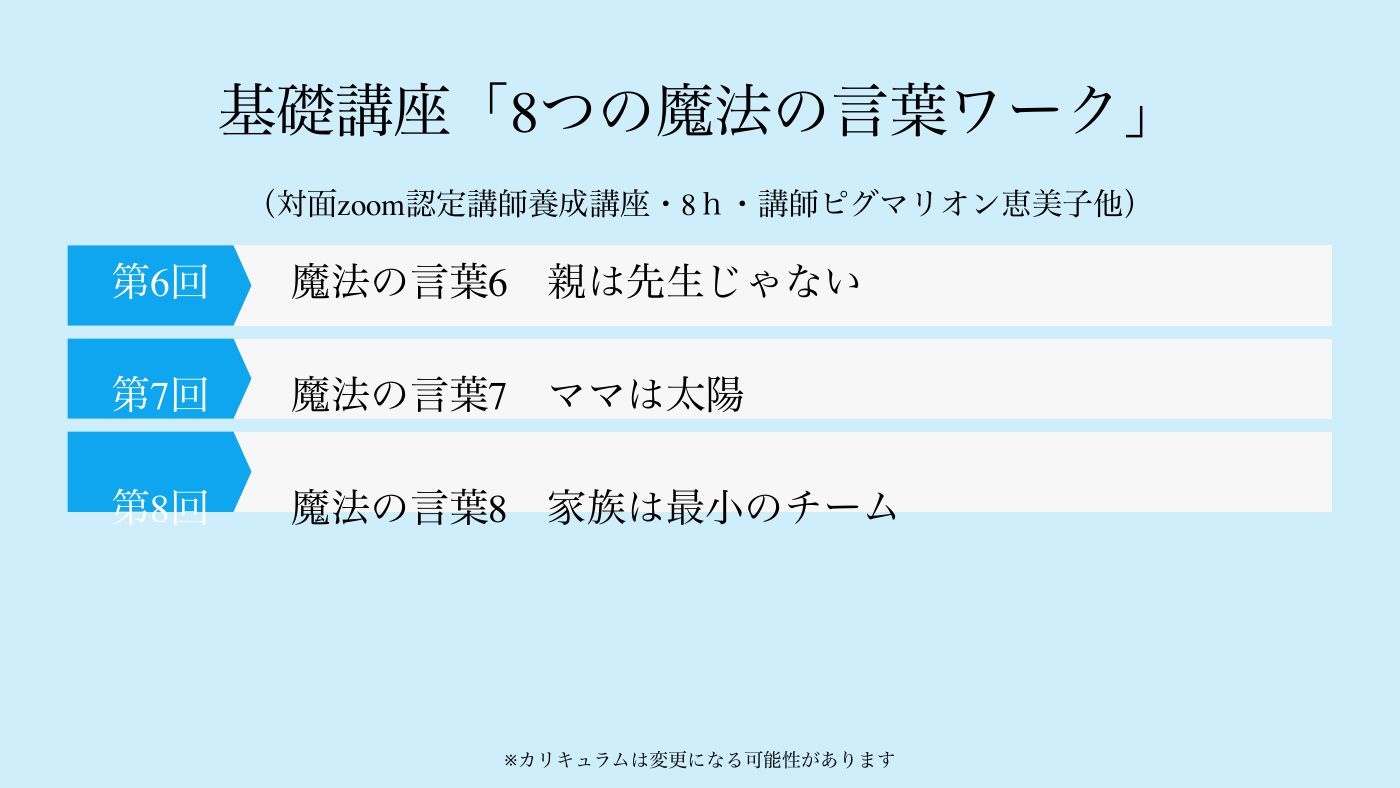 基礎講座「8つの魔法の言葉ワーク」
（対面zoom認定講師養成講座・8ｈ・講師ピグマリオン恵美子他）
第6回　魔法の言葉6　親は先生じゃない
第7回　魔法の言葉7　ママは太陽
第8回　魔法の言葉8　家族は最小のチーム
※カリキュラムは変更になる可能性があります